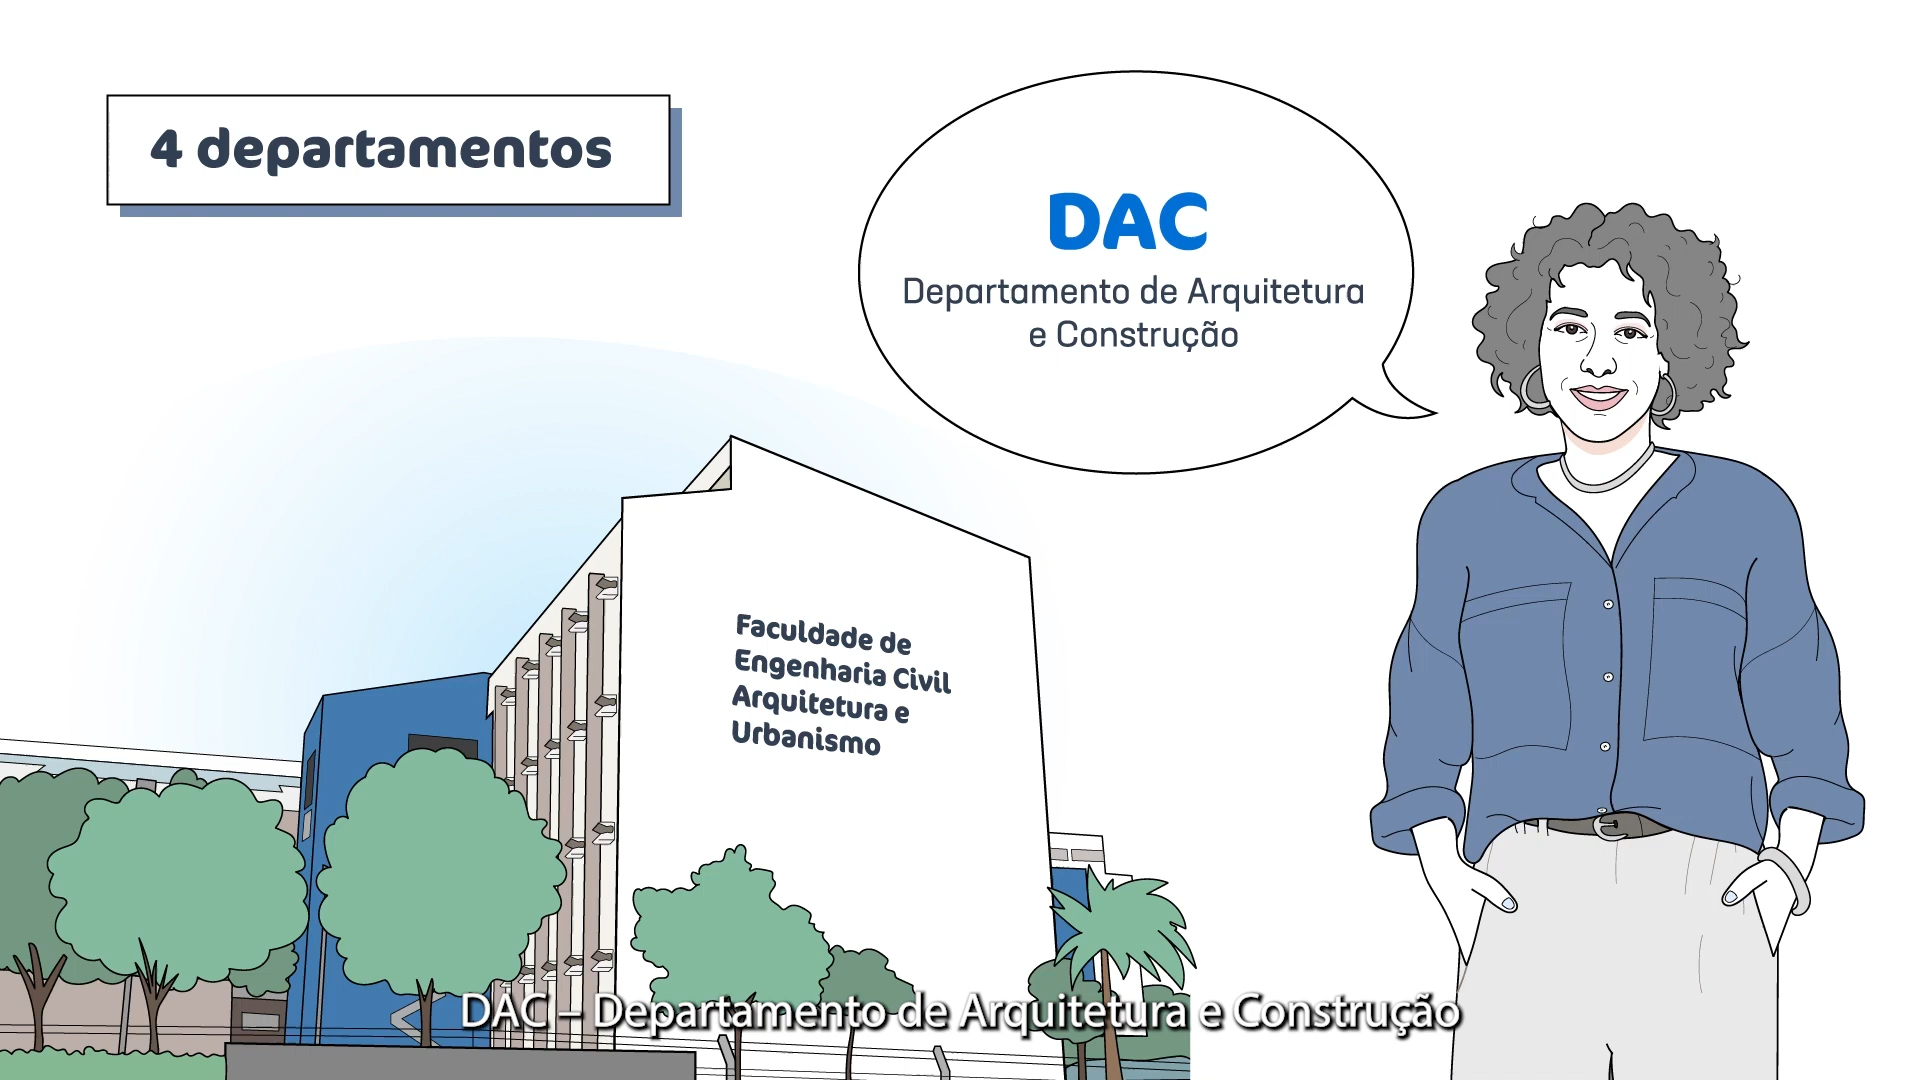 4 departamentos
DAC
Departamento de Arquitetura
e Construção
Faculdade de
Engenharia Civil
Arquitetura e
Urbanismo
DAC – Departamento de Arquitetura e Construção